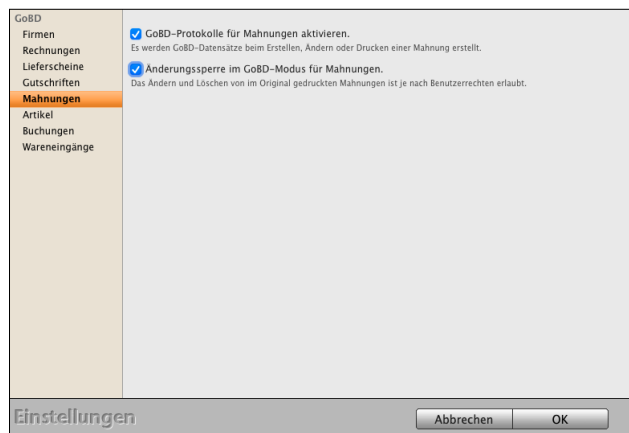 GoBD
Firmen
Rechnungen
Lieferscheine
Gutschriften
Mahnungen
Artikel
Buchungen
Wareneingänge
GoBD-Protokolle für Mahnungen aktivieren.
Es werden GoBD-Datensätze beim Erstellen, Ändern oder Drucken einer Mahnung erstellt.
Änderungssperre im GoBD-Modus für Mahnungen.
Das Ändern und Löschen von im Original gedruckten Mahnungen ist je nach Benutzerrechten erlaubt.
Einstellungen
Abbrechen
OK